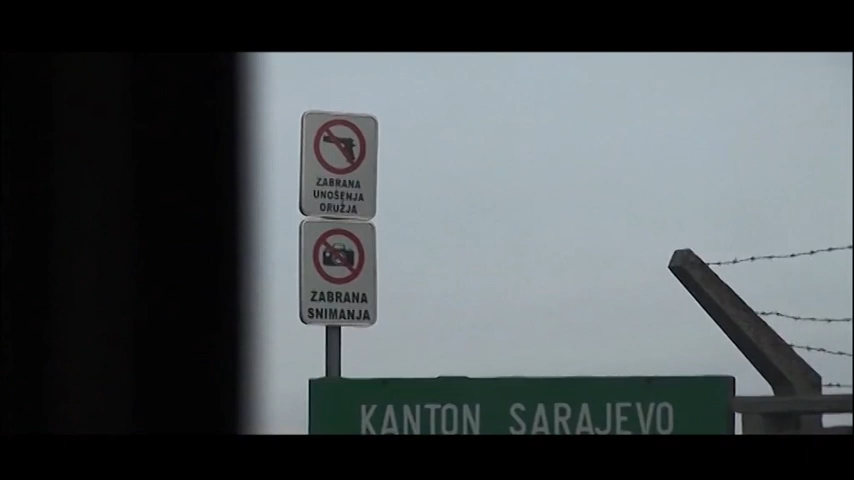 ZABRANA
UNOŠENJA
ORUŽJA
ZABRANA
SNIMANJA
KANTON SARAJEVO